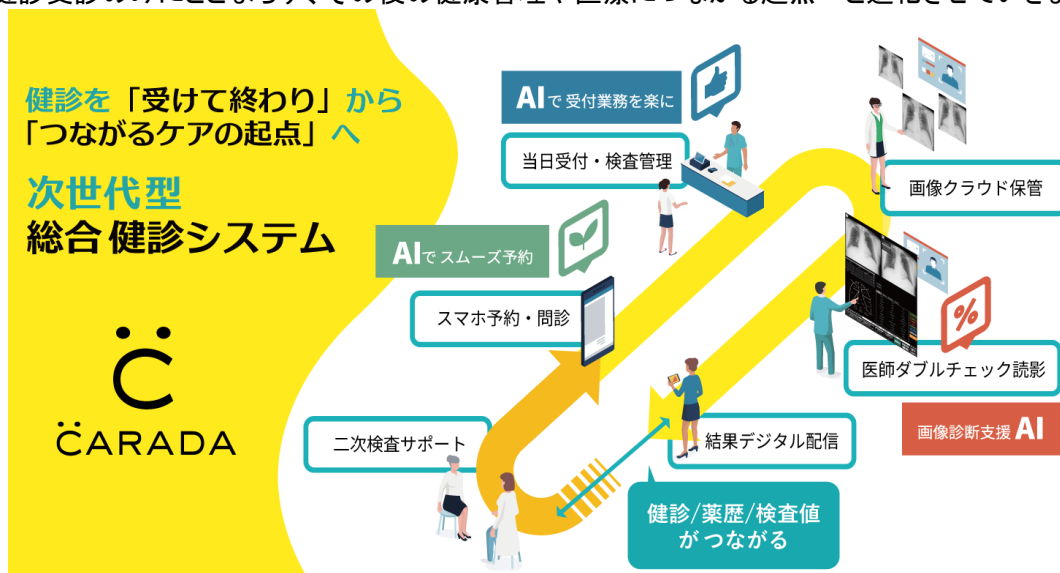 健診を「受けて終わり」から
「つながるケアの起点」へ
次世代型
総合健診システム
CARADA
AIで受付業務を楽に
当日受付・検査管理
画像クラウド保管
AIでスムーズ予約
スマホ予約・問診
医師ダブルチェック読影
画像診断支援AI
二次検査サポート
結果デジタル配信
健診/薬歴/検査値
がつながる